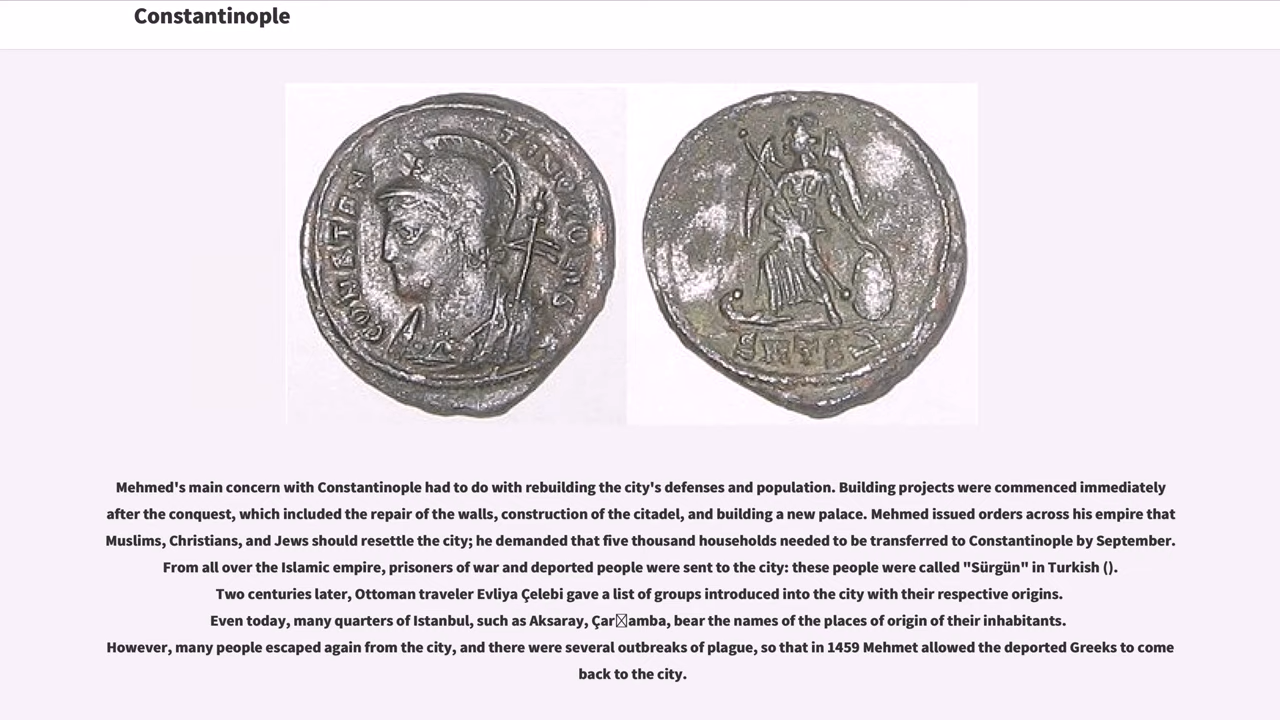 Constantinople
CONSTAN TINOPOLIS
SMTS
Mehmed's main concern with Constantinople had to do with rebuilding the city's defenses and population. Building projects were commenced immediately
after the conquest, which included the repair of the walls, construction of the citadel, and building a new palace. Mehmed issued orders across his empire that
Muslims, Christians, and Jews should resettle the city; he demanded that five thousand households needed to be transferred to Constantinople by September.
From all over the Islamic empire, prisoners of war and deported people were sent to the city: these people were called "Sürgün" in Turkish ().
Two centuries later, Ottoman traveler Evliya Çelebi gave a list of groups introduced into the city with their respective origins.
Even today, many quarters of Istanbul, such as Aksaray, Çar□amba, bear the names of the places of origin of their inhabitants.
However, many people escaped again from the city, and there were several outbreaks of plague, so that in 1459 Mehmet allowed the deported Greeks to come
back to the city.